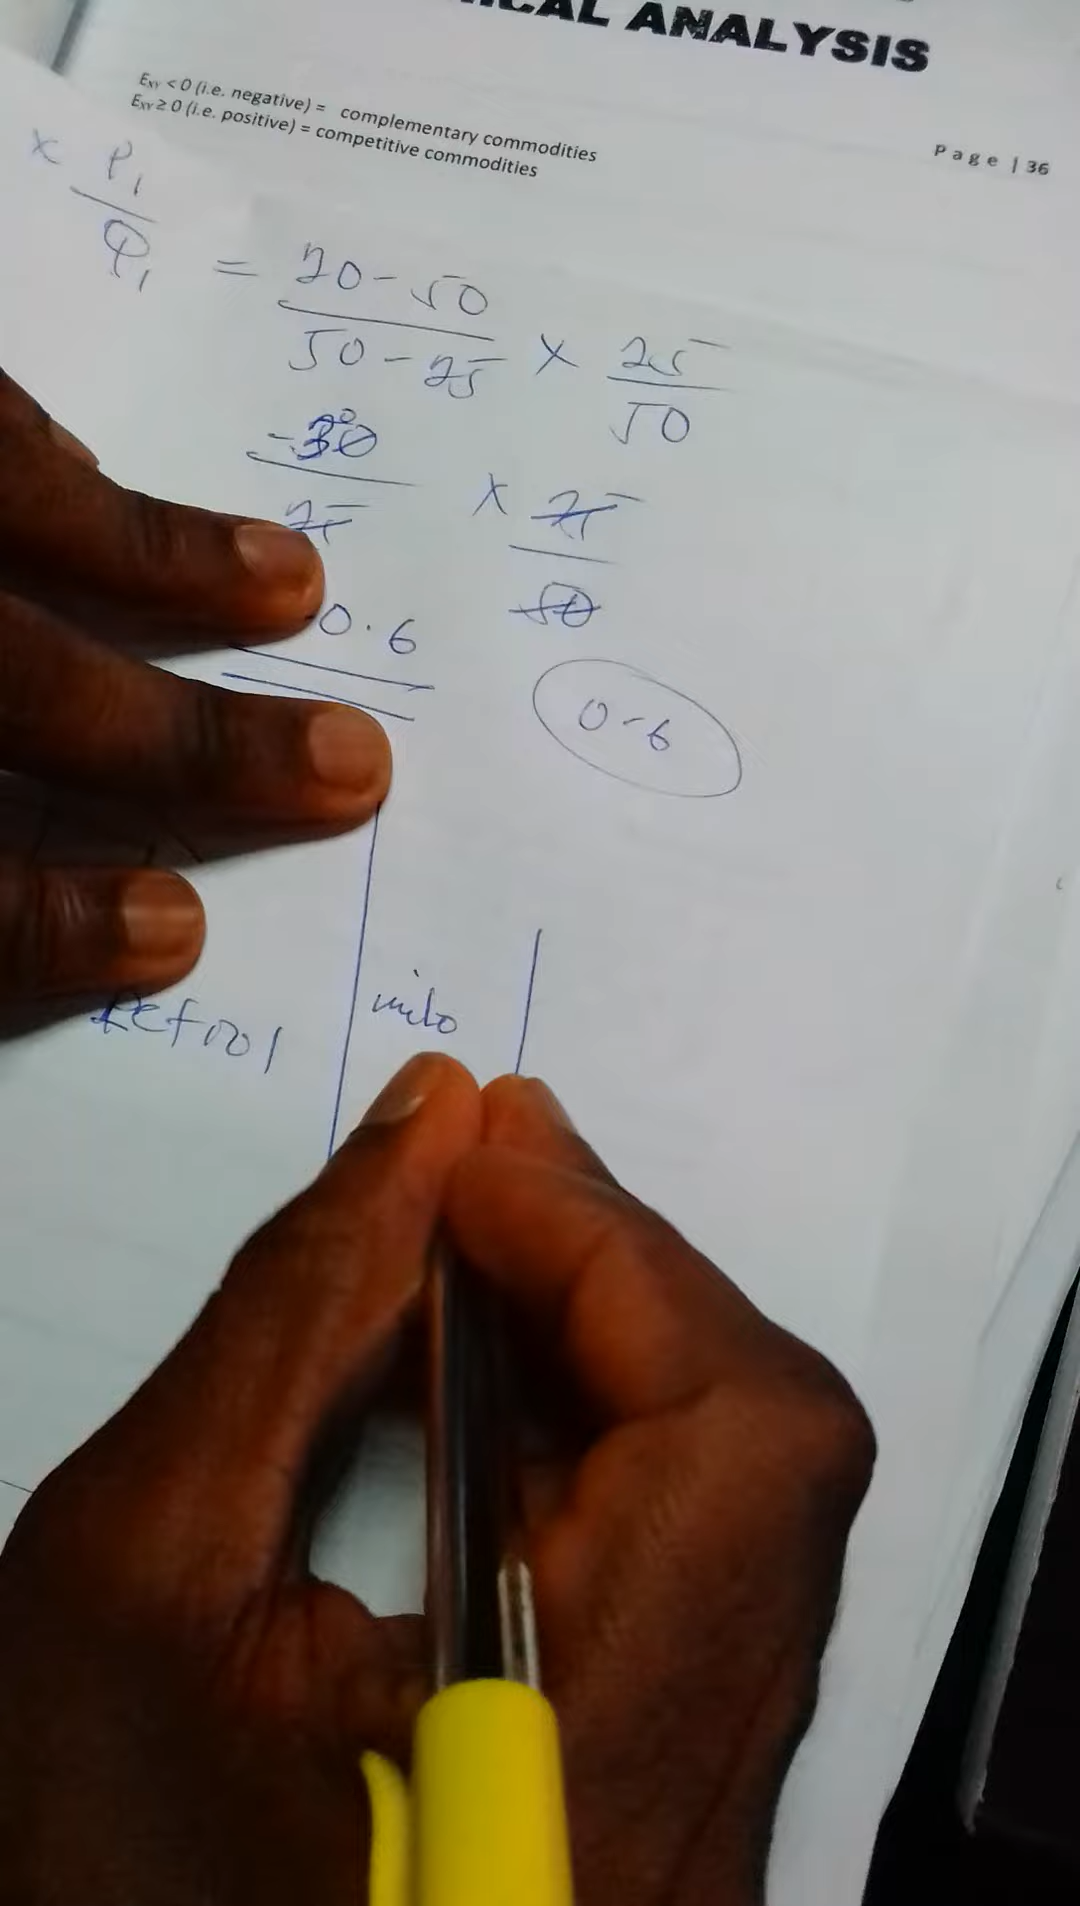 ICAL ANALYSIS
Exy < 0 (i.e. negative) = complementary commodities
Exy ≥ 0 (i.e. positive) = competitive commodities
Page | 36
x P1
Q1
= 20 - 50
50 - 25
x 25
50
-30
25
x 25
50
0.6
0.6
Petrol
milo